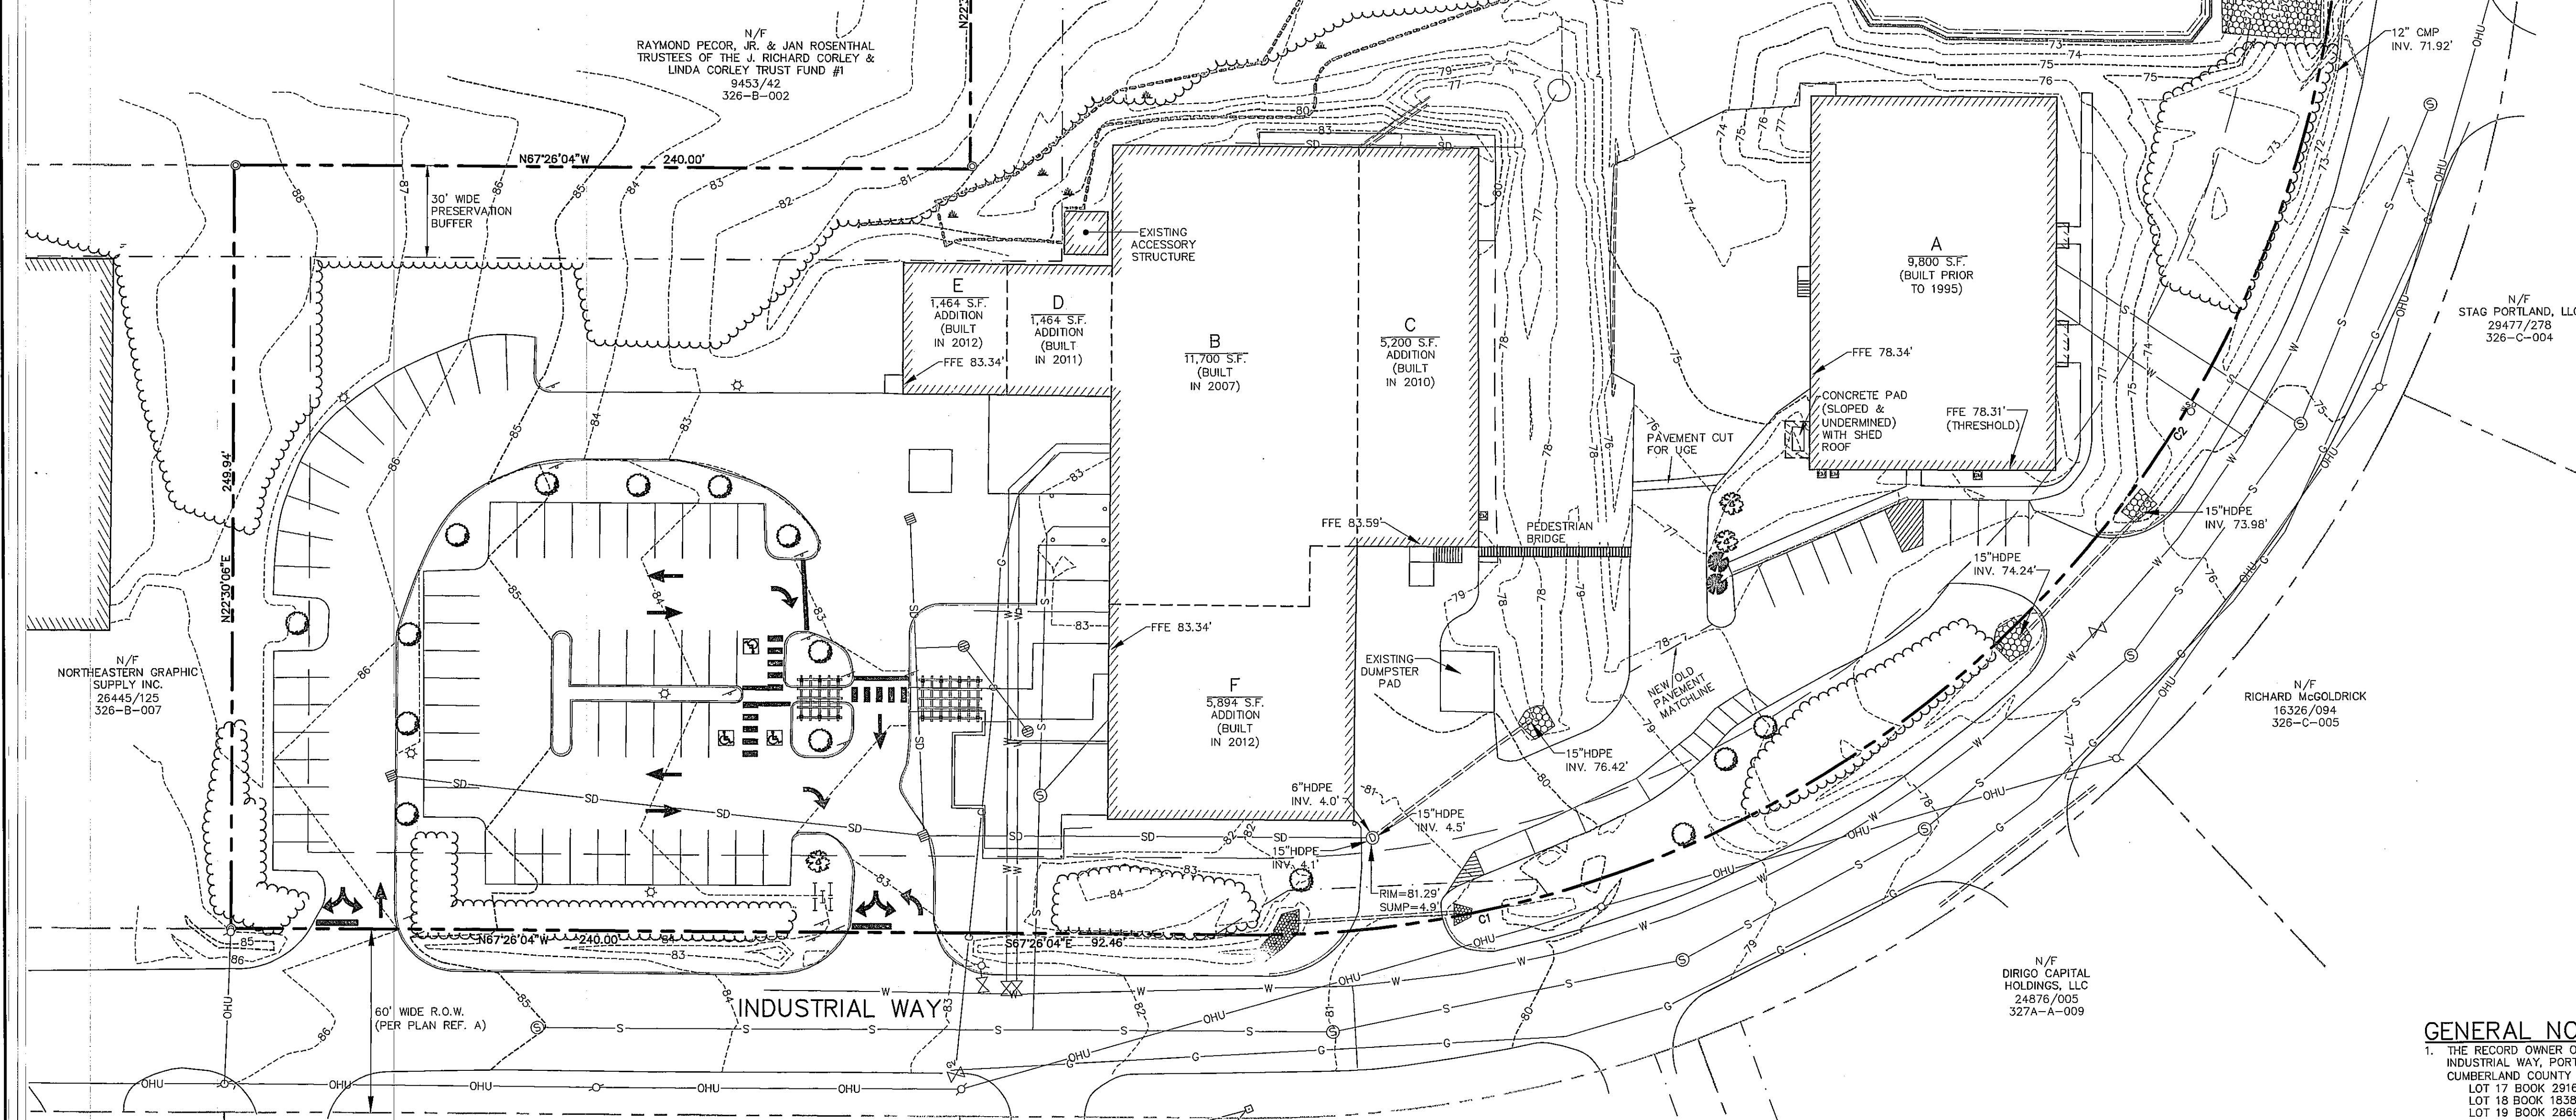 N/F
RAYMOND PECOR, JR. & JAN ROSENTHAL
TRUSTEES OF THE J. RICHARD CORLEY &
LINDA CORLEY TRUST FUND #1
9453/42
326-B-002
12" CMP
INV. 71.92'
N67°26'04"W 240.00'
30' WIDE
PRESERVATION
BUFFER
EXISTING
ACCESSORY
STRUCTURE
E
1,464 S.F.
ADDITION
(BUILT
IN 2012)
D
1,464 S.F.
ADDITION
(BUILT
IN 2011)
FFE 83.34'
B
11,700 S.F.
(BUILT
IN 2007)
C
5,200 S.F.
ADDITION
(BUILT
IN 2010)
A
9,800 S.F.
(BUILT PRIOR
TO 1995)
N/F
STAG PORTLAND, LLC
29477/278
326-C-004
FFE 78.34'
CONCRETE PAD
(SLOPED &
UNDERMINED)
WITH SHED
ROOF
FFE 78.31'
(THRESHOLD)
PAVEMENT CUT
FOR UGE
C2
N22°30'06"E 249.94'
FFE 83.59'
PEDESTRIAN
BRIDGE
15"HDPE
INV. 73.98'
15"HDPE
INV. 74.24'
FFE 83.34'
N/F
NORTHEASTERN GRAPHIC
SUPPLY INC.
26445/125
326-B-007
EXISTING
DUMPSTER
PAD
NEW/OLD
PAVEMENT
MATCHLINE
F
5,894 S.F.
ADDITION
(BUILT
IN 2012)
N/F
RICHARD McGOLDRICK
16326/094
326-C-005
15"HDPE
INV. 76.42'
6"HDPE
INV. 4.0'
15"HDPE
INV. 4.5'
15"HDPE
INV. 4.1'
RIM=81.29'
SUMP=4.9'
C1
N67°26'04"W 240.00'
S67°26'04"E 92.46'
INDUSTRIAL WAY
60' WIDE R.O.W.
(PER PLAN REF. A)
N/F
DIRIGO CAPITAL
HOLDINGS, LLC
24876/005
327A-A-009
GENERAL NO
1. THE RECORD OWNER O
INDUSTRIAL WAY, PORT
CUMBERLAND COUNTY
LOT 17 BOOK 2916
LOT 18 BOOK 1838
LOT 19 BOOK 286